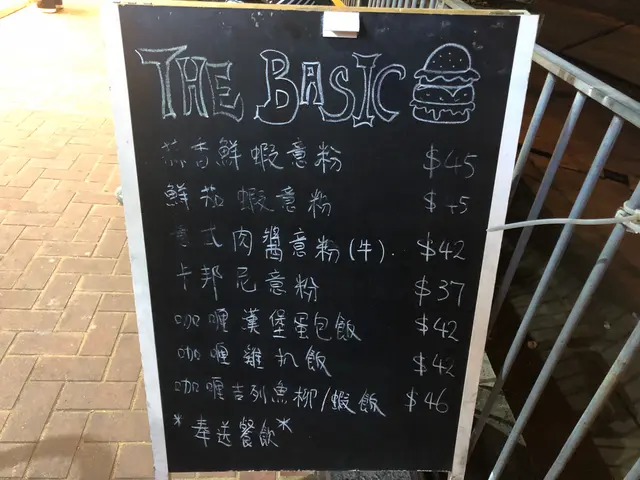 THE BASIC
蒜香鮮蝦意粉 $45
鮮茄蝦意粉 $45
意式肉醬意粉(牛). $42
卡邦尼意粉 $37
咖喱漢堡蛋包飯 $42
咖喱雞扒飯 $42
咖喱吉列魚柳/蝦飯 $46
*奉送餐飲*